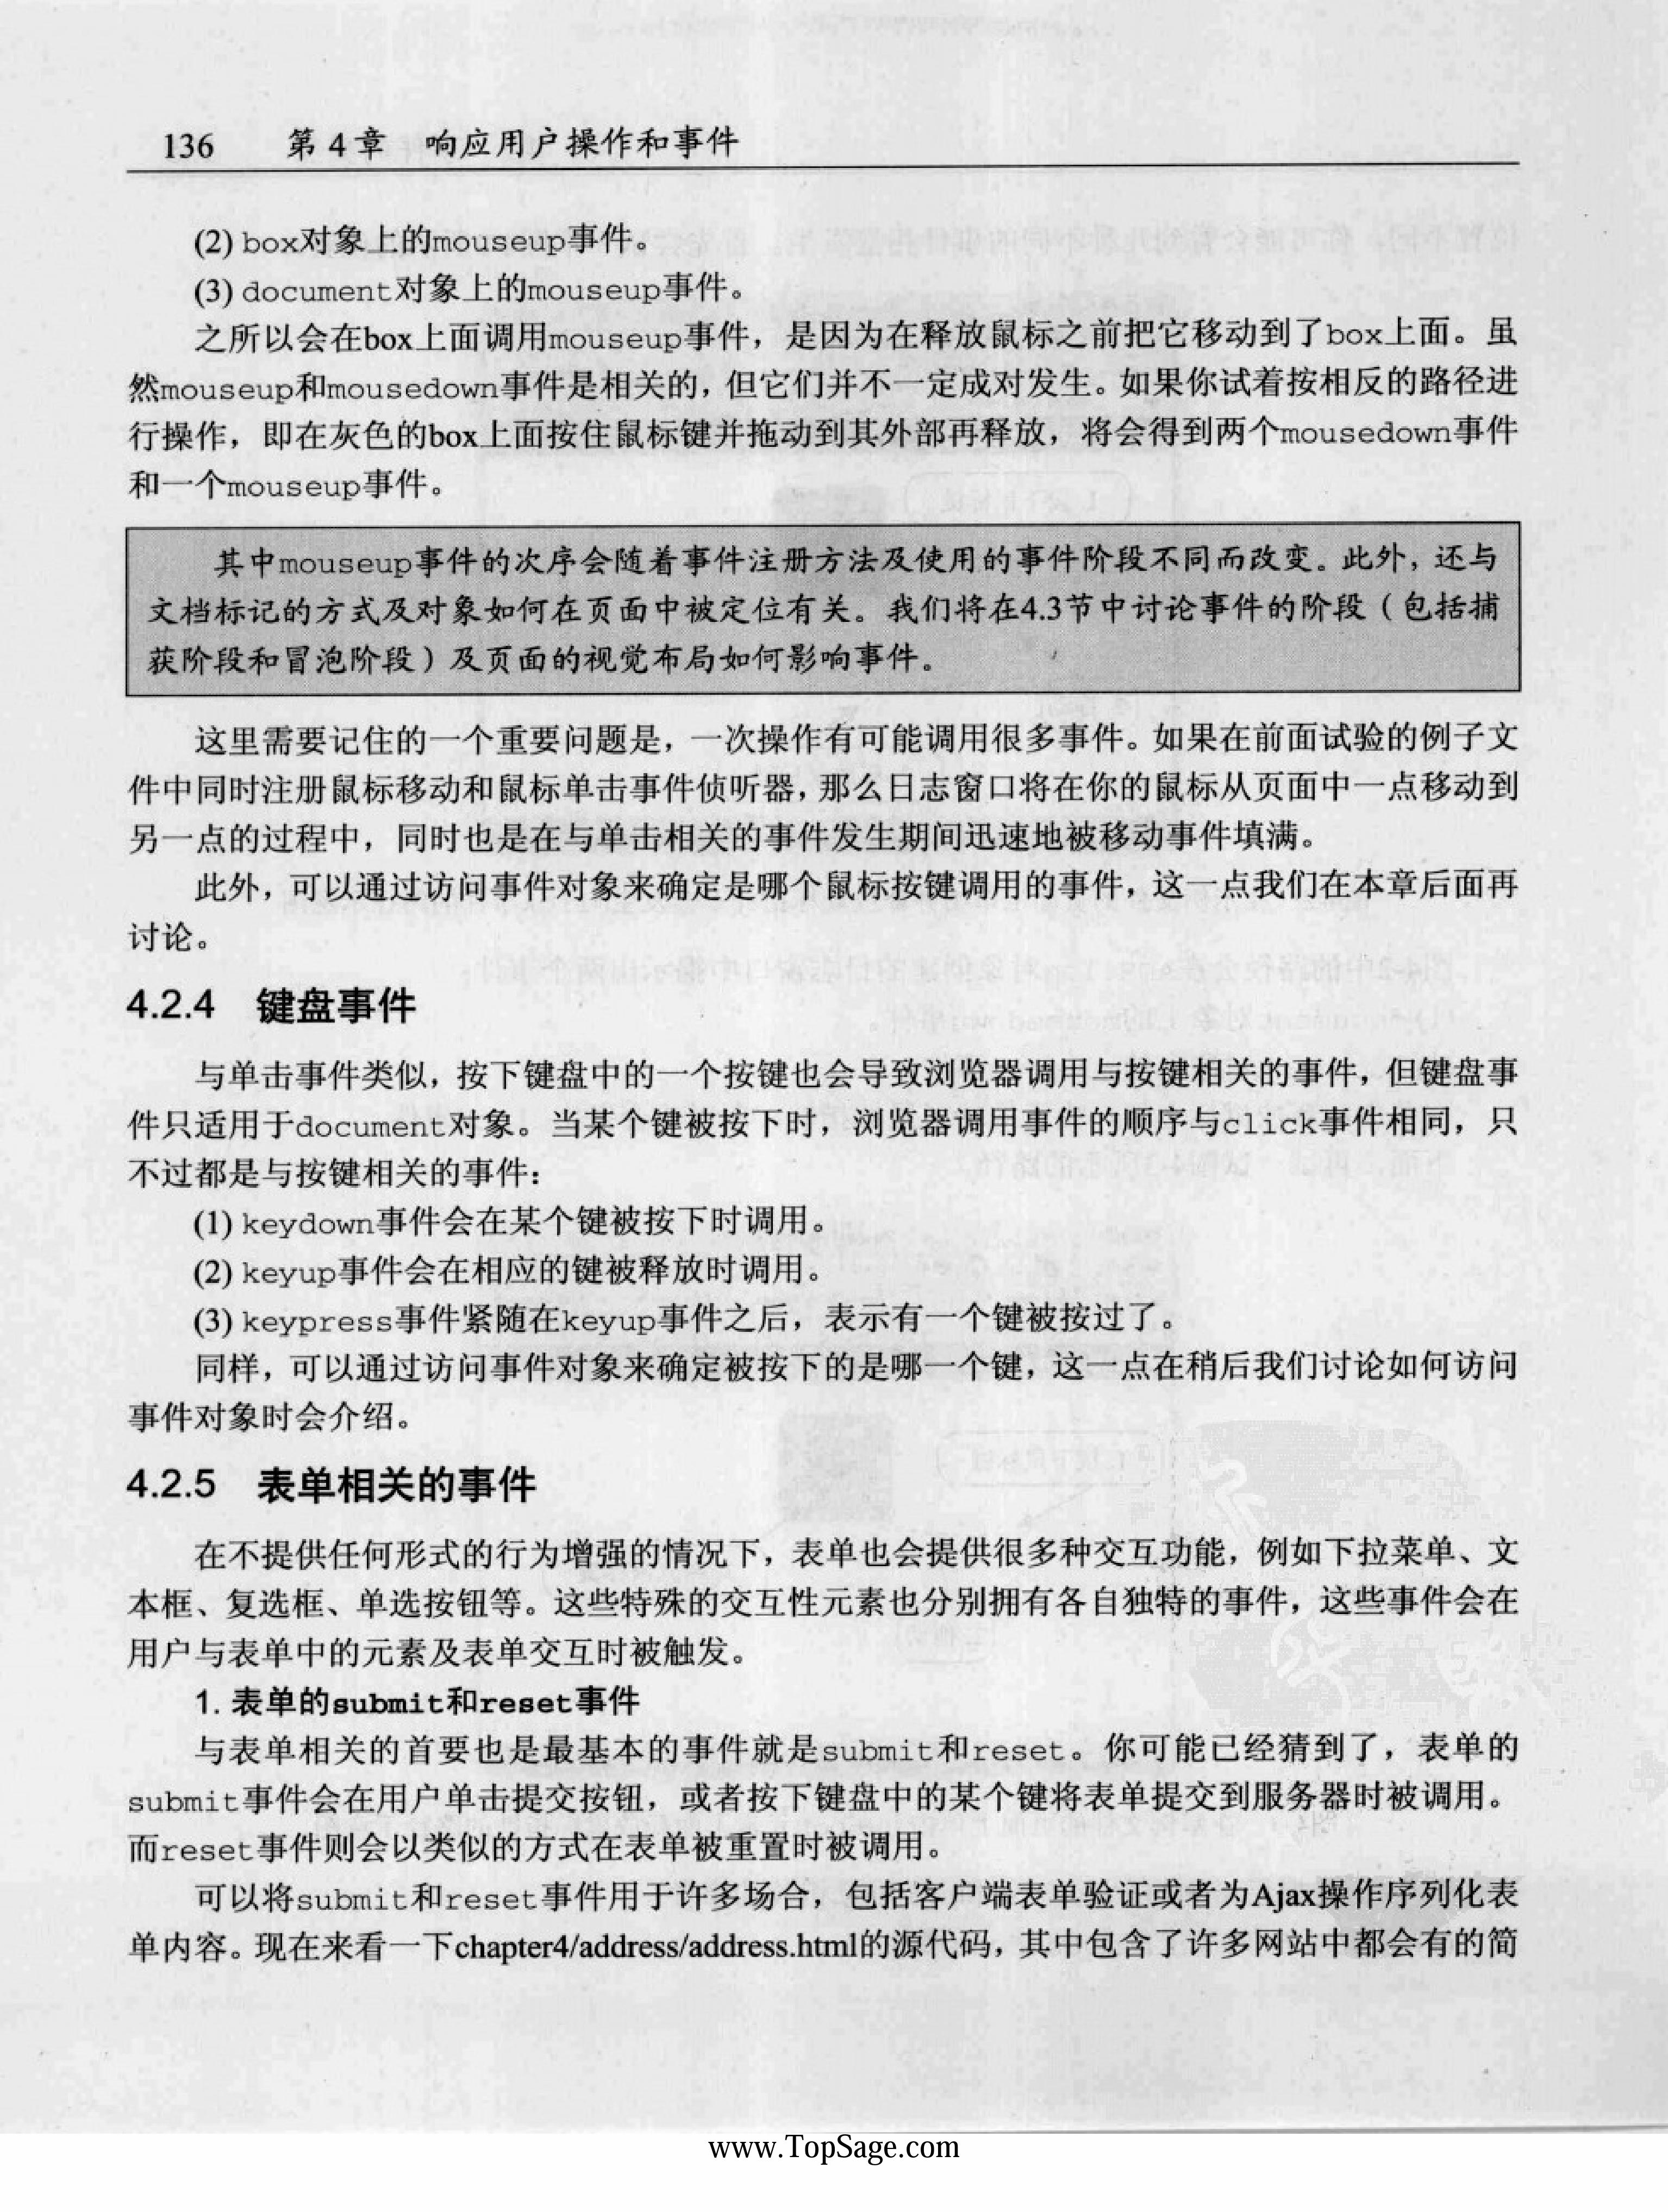 136 第 4 章 响应用户操作和事件
(2) box对象上的mouseup事件。
(3) document对象上的mouseup事件。
之所以会在box上面调用mouseup事件，是因为在释放鼠标之前把它移动到了box上面。虽
然mouseup和mousedown事件是相关的，但它们并不一定成对发生。如果你试着按相反的路径进
行操作，即在灰色的box上面按住鼠标键并拖动到其外部再释放，将会得到两个mousedown事件
和一个mouseup事件。
其中mouseup事件的次序会随着事件注册方法及使用的事件阶段不同而改变。此外，还与
文档标记的方式及对象如何在页面中被定位有关。我们将在4.3节中讨论事件的阶段（包括捕
获阶段和冒泡阶段）及页面的视觉布局如何影响事件。
这里需要记住的一个重要问题是，一次操作有可能调用很多事件。如果在前面试验的例子文
件中同时注册鼠标移动和鼠标单击事件侦听器，那么日志窗口将在你的鼠标从页面中一点移动到
另一点的过程中，同时也是在与单击相关的事件发生期间迅速地被移动事件填满。
此外，可以通过访问事件对象来确定是哪个鼠标按键调用的事件，这一点我们在本章后面再
讨论。
4.2.4 键盘事件
与单击事件类似，按下键盘中的一个按键也会导致浏览器调用与按键相关的事件，但键盘事
件只适用于document对象。当某个键被按下时，浏览器调用事件的顺序与click事件相同，只
不过都是与按键相关的事件：
(1) keydown事件会在某个键被按下时调用。
(2) keyup事件会在相应的键被释放时调用。
(3) keypress事件紧随在keyup事件之后，表示有一个键被按过了。
同样，可以通过访问事件对象来确定被按下的是哪一个键，这一点在稍后我们讨论如何访问
事件对象时会介绍。
4.2.5 表单相关的事件
在不提供任何形式的行为增强的情况下，表单也会提供很多种交互功能，例如下拉菜单、文
本框、复选框、单选按钮等。这些特殊的交互性元素也分别拥有各自独特的事件，这些事件会在
用户与表单中的元素及表单交互时被触发。
1. 表单的submit和reset事件
与表单相关的首要也是最基本的事件就是submit和reset。你可能已经猜到了，表单的
submit事件会在用户单击提交按钮，或者按下键盘中的某个键将表单提交到服务器时被调用。
而reset事件则会以类似的方式在表单被重置时被调用。
可以将submit和reset事件用于许多场合，包括客户端表单验证或者为Ajax操作序列化表
单内容。现在来看一下chapter4/address/address.html的源代码，其中包含了许多网站中都会有的简
www.TopSage.com